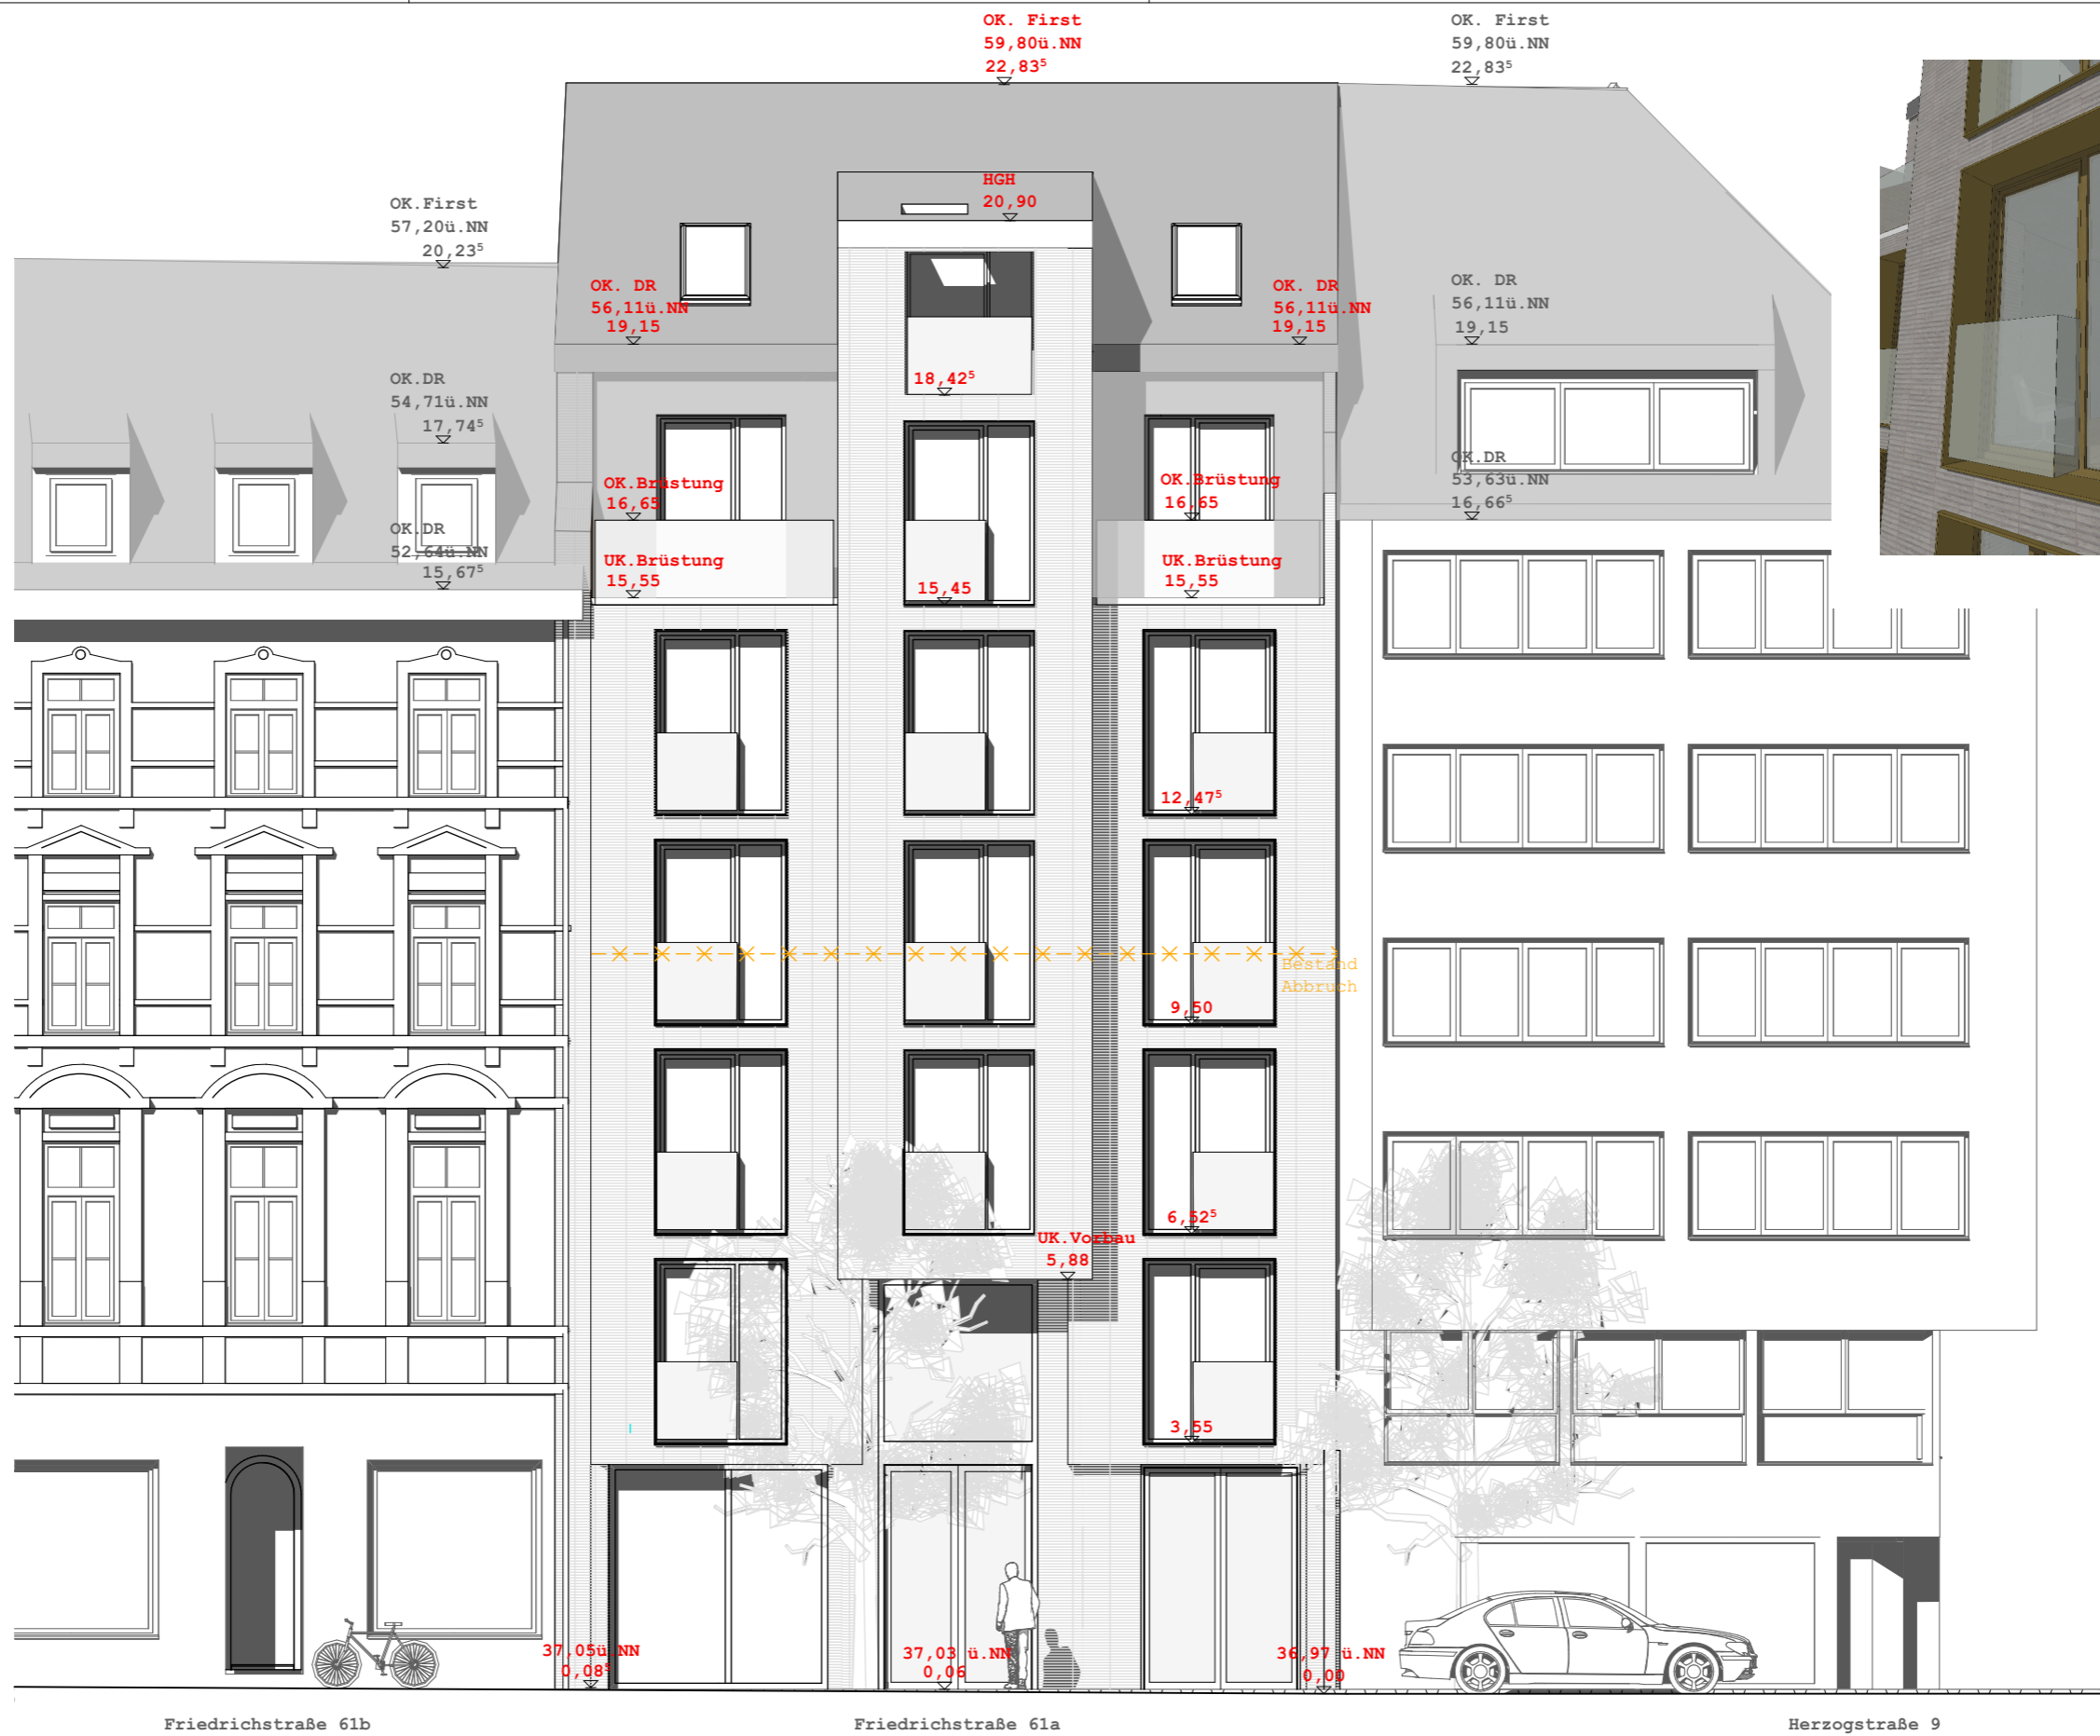 OK. First
59,80ü.NN
22,83⁵
OK. First
59,80ü.NN
22,83⁵
HGH
20,90
OK.First
57,20ü.NN
20,23⁵
OK. DR
56,11ü.NN
19,15
OK. DR
56,11ü.NN
19,15
OK. DR
56,11ü.NN
19,15
OK.DR
54,71ü.NN
17,74⁵
18,42⁵
OK.Brüstung
16,65
OK.Brüstung
16,65
OK.DR
53,63ü.NN
16,66⁵
OK.DR
52,64ü.NN
15,67⁵
UK.Brüstung
15,55
15,45
UK.Brüstung
15,55
12,47⁵
Bestand
Abbruch
9,50
6,52⁵
UK.Vorbau
5,88
3,55
37,05ü.NN
0,08⁵
37,03 ü.NN
0,06
36,97 ü.NN
0,00
Friedrichstraße 61b
Friedrichstraße 61a
Herzogstraße 9